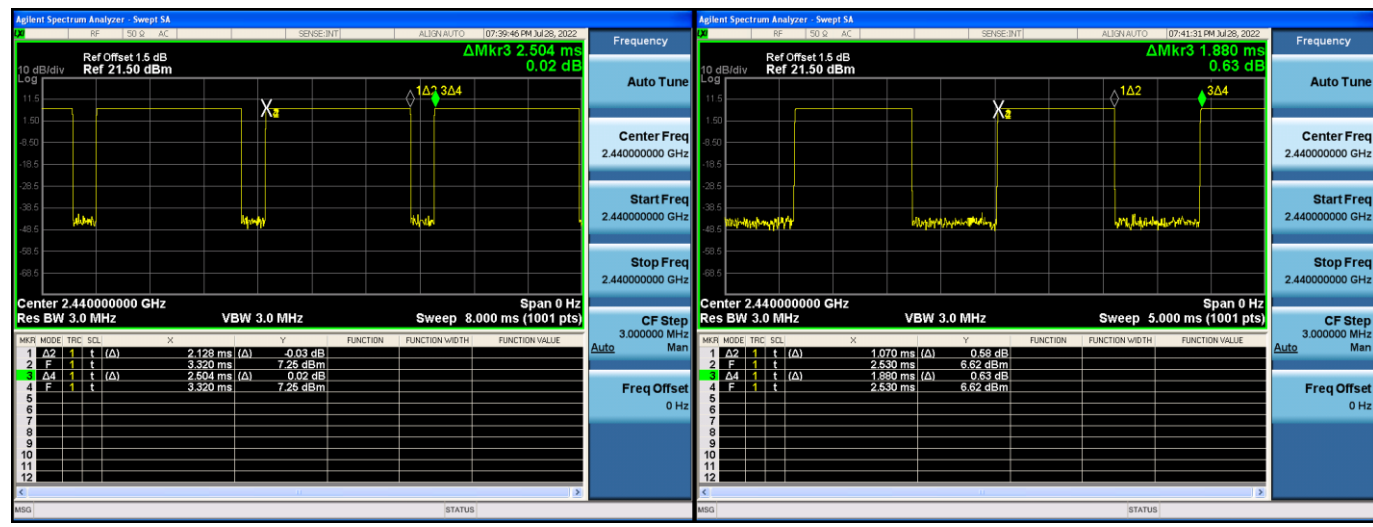 Agilent Spectrum Analyzer - Swept SA
RF 50 Ω AC SENSE:INT ALIGN AUTO 07:39:46 PM Jul 28, 2022
ΔMkr3 2.504 ms
0.02 dB
Ref Offset 1.5 dB
Ref 21.50 dBm
10 dB/div
Log
11.5
1.50
-8.50
-18.5
-28.5
-38.5
-48.5
-58.5
-68.5
1Δ2 3Δ4
Center 2.440000000 GHz Span 0 Hz
Res BW 3.0 MHz VBW 3.0 MHz Sweep 8.000 ms (1001 pts)
MKR MODE TRC SCL X Y FUNCTION FUNCTION WIDTH FUNCTION VALUE
1 Δ2 1 t (Δ) 2.128 ms (Δ) -0.03 dB
2 F 1 t 3.320 ms 7.25 dBm
3 Δ4 1 t (Δ) 2.504 ms (Δ) 0.02 dB
4 F 1 t 3.320 ms 7.25 dBm
5
6
7
8
9
10
11
12
MSG STATUS
Frequency
Auto Tune
Center Freq
2.440000000 GHz
Start Freq
2.440000000 GHz
Stop Freq
2.440000000 GHz
CF Step
3.000000 MHz
Auto Man
Freq Offset
0 Hz
Agilent Spectrum Analyzer - Swept SA
RF 50 Ω AC SENSE:INT ALIGN AUTO 07:41:31 PM Jul 28, 2022
ΔMkr3 1.880 ms
0.63 dB
Ref Offset 1.5 dB
Ref 21.50 dBm
10 dB/div
Log
11.5
1.50
-8.50
-18.5
-28.5
-38.5
-48.5
-58.5
-68.5
1Δ2 3Δ4
Center 2.440000000 GHz Span 0 Hz
Res BW 3.0 MHz VBW 3.0 MHz Sweep 5.000 ms (1001 pts)
MKR MODE TRC SCL X Y FUNCTION FUNCTION WIDTH FUNCTION VALUE
1 Δ2 1 t (Δ) 1.070 ms (Δ) 0.58 dB
2 F 1 t 2.530 ms 6.62 dBm
3 Δ4 1 t (Δ) 1.880 ms (Δ) 0.63 dB
4 F 1 t 2.530 ms 6.62 dBm
5
6
7
8
9
10
11
12
MSG STATUS
Frequency
Auto Tune
Center Freq
2.440000000 GHz
Start Freq
2.440000000 GHz
Stop Freq
2.440000000 GHz
CF Step
3.000000 MHz
Auto Man
Freq Offset
0 Hz